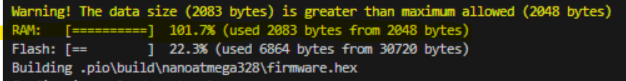 Warning! The data size (2083 bytes) is greater than maximum allowed (2048 bytes)
RAM:   [==========]  101.7% (used 2083 bytes from 2048 bytes)
Flash: [==        ]  22.3% (used 6864 bytes from 30720 bytes)
Building .pio\build\nanoatmega328\firmware.hex